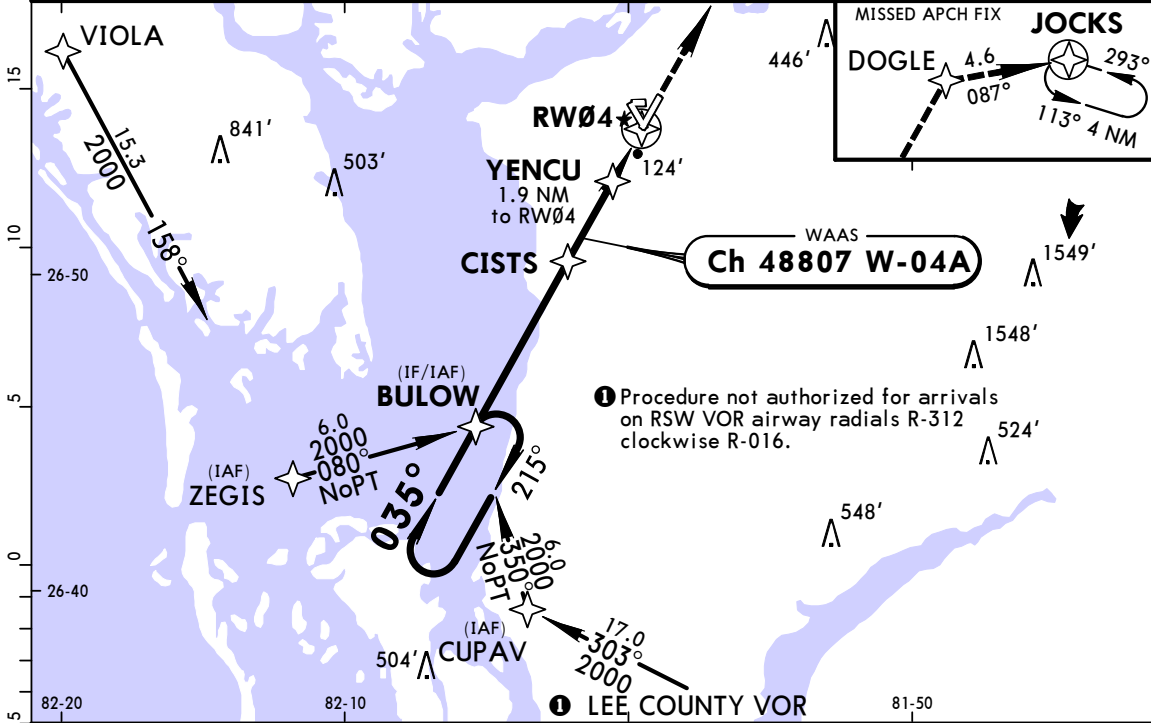 VIOLA
15.3
2000
158°
841'
503'
446'
MISSED APCH FIX
JOCKS
DOGLE
4.6
087°
293°
113° 4 NM
RWØ4
124'
YENCU
1.9 NM
to RWØ4
CISTS
WAAS
Ch 48807 W-04A
1549'
1548'
524'
548'
(IF/IAF)
BULOW
❶ Procedure not authorized for arrivals
on RSW VOR airway radials R-312
clockwise R-016.
6.0
2000
080°
NoPT
(IAF)
ZEGIS
035°
215°
6.0
2000
350°
NoPT
(IAF)
CUPAV
504'
17.0
303°
2000
❶ LEE COUNTY VOR
15
10
26-50
5
0
26-40
5
82-20
82-10
81-50